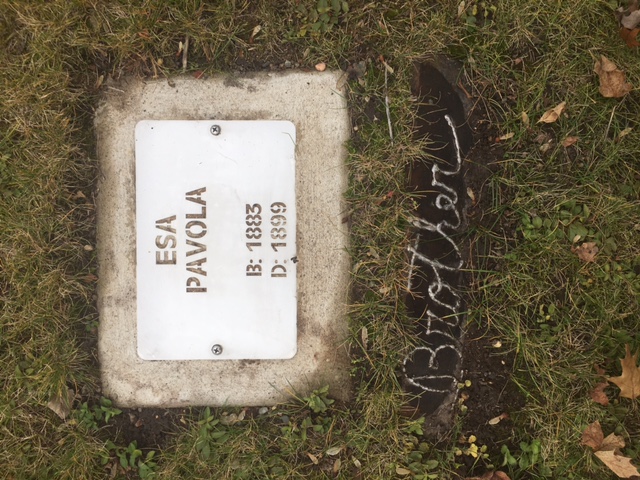 ESA
PAVOLA
B: 1883
D: 1899
Brother